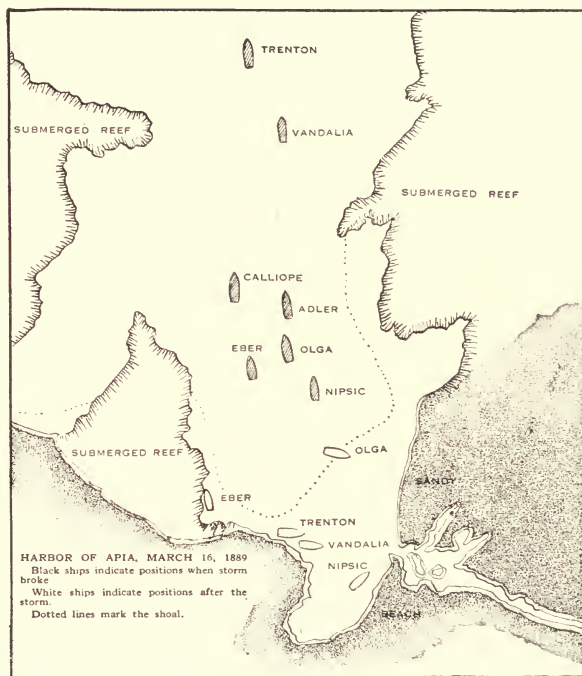 TRENTON
SUBMERGED REEF
VANDALIA
SUBMERGED REEF
CALLIOPE
ADLER
EBER
OLGA
NIPSIC
SUBMERGED REEF
OLGA
SANDY
EBER
TRENTON
VANDALIA
NIPSIC
BEACH
HARBOR OF APIA, MARCH 16, 1889
Black ships indicate positions when storm
broke
White ships indicate positions after the
storm.
Dotted lines mark the shoal.